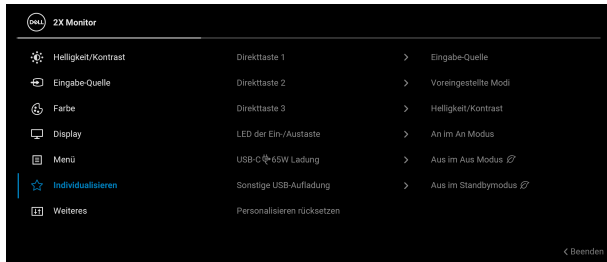 DELL 2X Monitor
Helligkeit/Kontrast Direkttaste 1 Eingabe-Quelle
Eingabe-Quelle Direkttaste 2 Voreingestellte Modi
Farbe Direkttaste 3 Helligkeit/Kontrast
Display LED der Ein-/Austaste An im An Modus
Menü USB-C 65W Ladung Aus im Aus Modus
Individualisieren Sonstige USB-Aufladung Aus im Standbymodus
Weiteres Personalisieren rücksetzen
Beenden